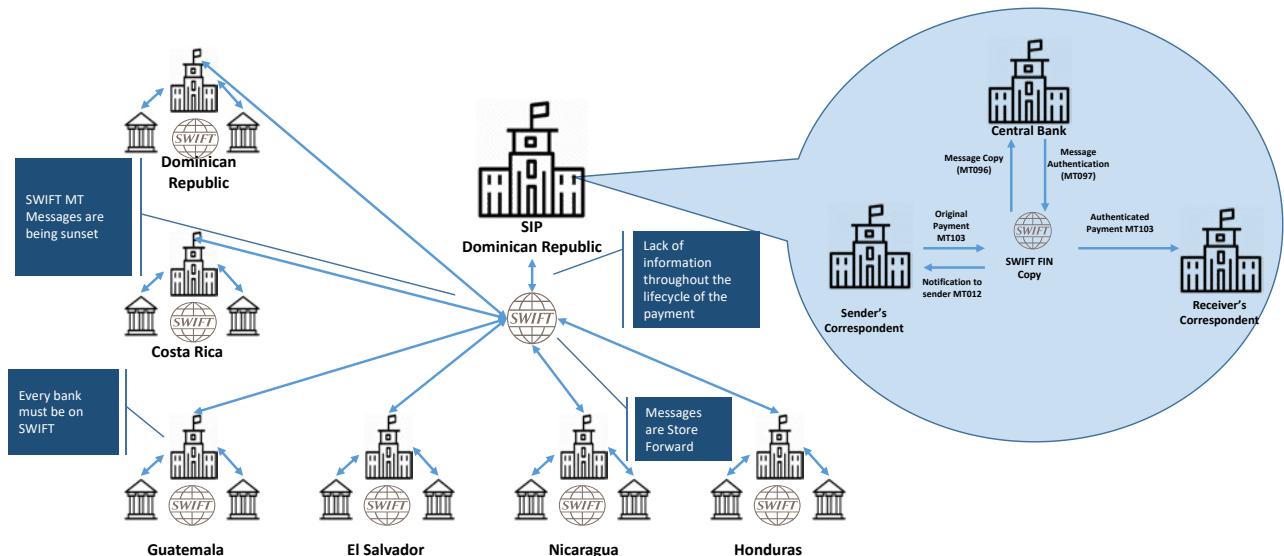 SWIFT
Dominican
Republic
SWIFT MT
Messages are
being sunset
SWIFT
Costa Rica
Every bank
must be on
SWIFT
SWIFT
Guatemala
SWIFT
El Salvador
SWIFT
Nicaragua
SWIFT
Honduras
SIP
Dominican Republic
SWIFT
Lack of
information
throughout the
lifecycle of the
payment
Messages
are Store
Forward
Central Bank
Message Copy
(MT096)
Message
Authentication
(MT097)
Original
Payment
MT103
SWIFT
SWIFT FIN
Copy
Authenticated
Payment MT103
Notification to
sender MT012
Sender's
Correspondent
Receiver's
Correspondent